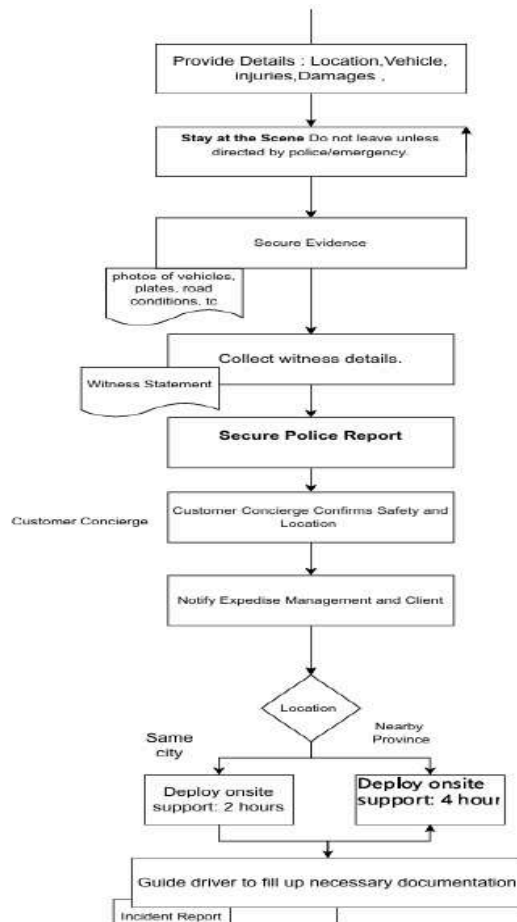 Provide Details : Location,Vehicle,
injuries,Damages .
Stay at the Scene Do not leave unless
directed by police/emergency.
Secure Evidence
photos of vehicles,
plates, road
conditions, tc
Collect witness details.
Witness Statement
Secure Police Report
Customer Concierge
Customer Concierge Confirms Safety and
Location
Notify Expedise Management and Client
Location
Same
city
Nearby
Province
Deploy onsite
support: 2 hours
Deploy onsite
support: 4 hour
Guide driver to fill up necessary documentation
Incident Report